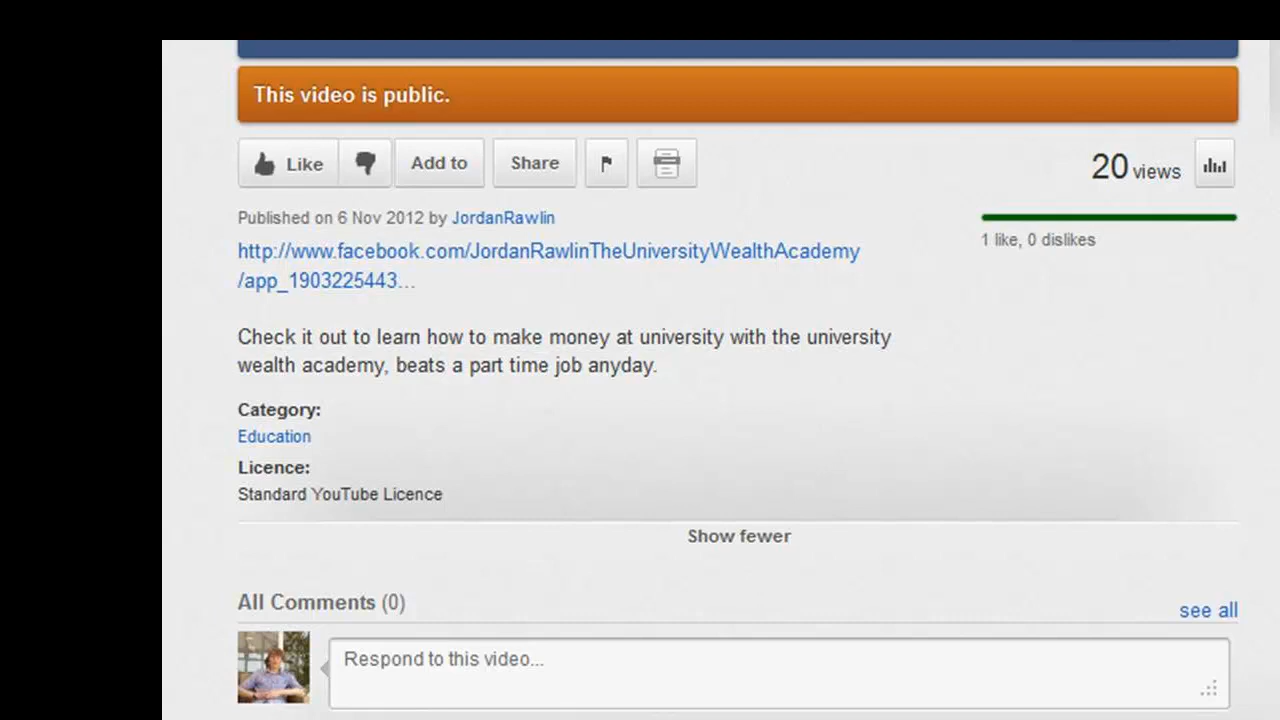 This video is public.
Like Add to Share 20 views
Published on 6 Nov 2012 by JordanRawlin
1 like, 0 dislikes
http://www.facebook.com/JordanRawlinTheUniversityWealthAcademy
/app_1903225443...
Check it out to learn how to make money at university with the university
wealth academy, beats a part time job anyday.
Category:
Education
Licence:
Standard YouTube Licence
Show fewer
All Comments (0)
see all
Respond to this video...